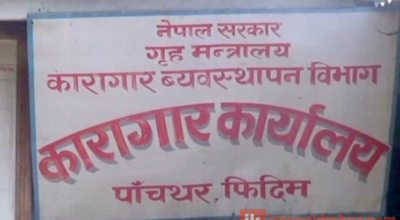 नेपाल सरकार
गृह मन्त्रालय
कारागार ब्यवस्थापन विभाग
कारागार कार्यालय
पाँचथर, फिदिम